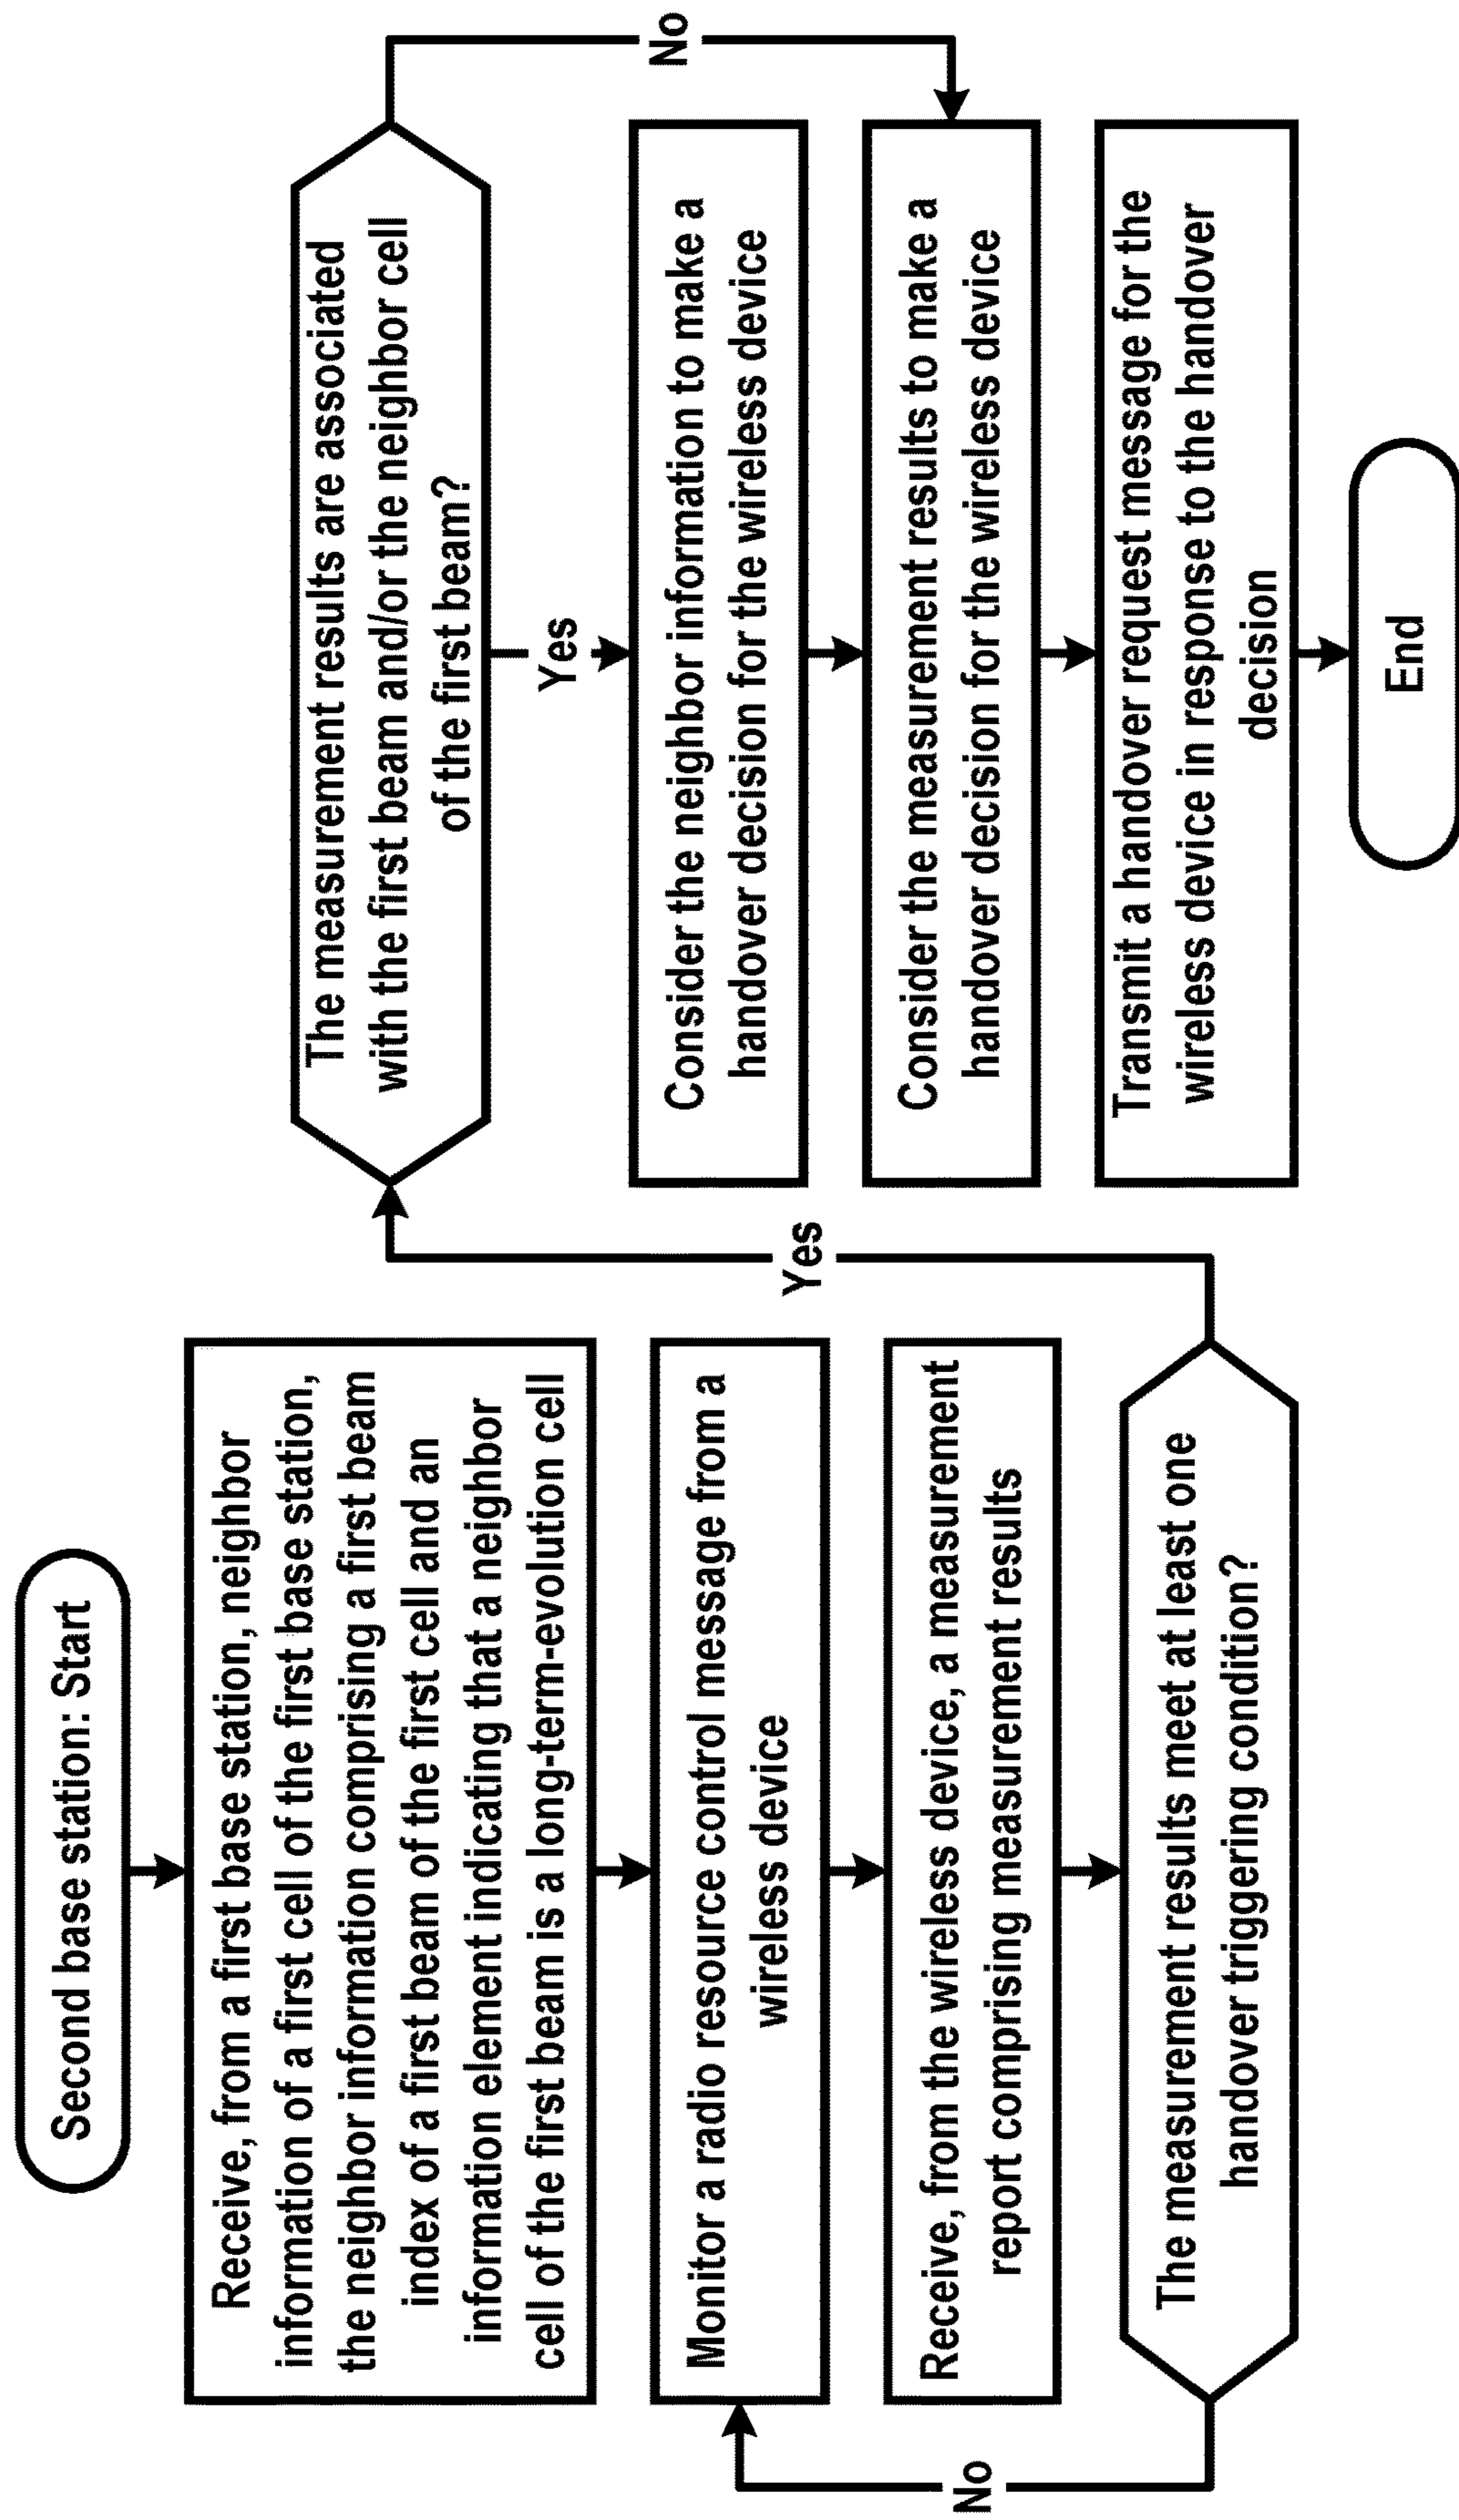 Second base station: Start
Receive, from a first base station, neighbor
information of a first cell of the first base station,
the neighbor information comprising a first beam
index of a first beam of the first cell and an
information element indicating that a neighbor
cell of the first beam is a long-term-evolution cell
Monitor a radio resource control message from a
wireless device
Receive, from the wireless device, a measurement
report comprising measurement results
The measurement results meet at least one
handover triggering condition?
No
Yes
The measurement results are associated
with the first beam and/or the neighbor cell
of the first beam?
No
Yes
Consider the neighbor information to make a
handover decision for the wireless device
Consider the measurement results to make a
handover decision for the wireless device
Transmit a handover request message for the
wireless device in response to the handover
decision
End